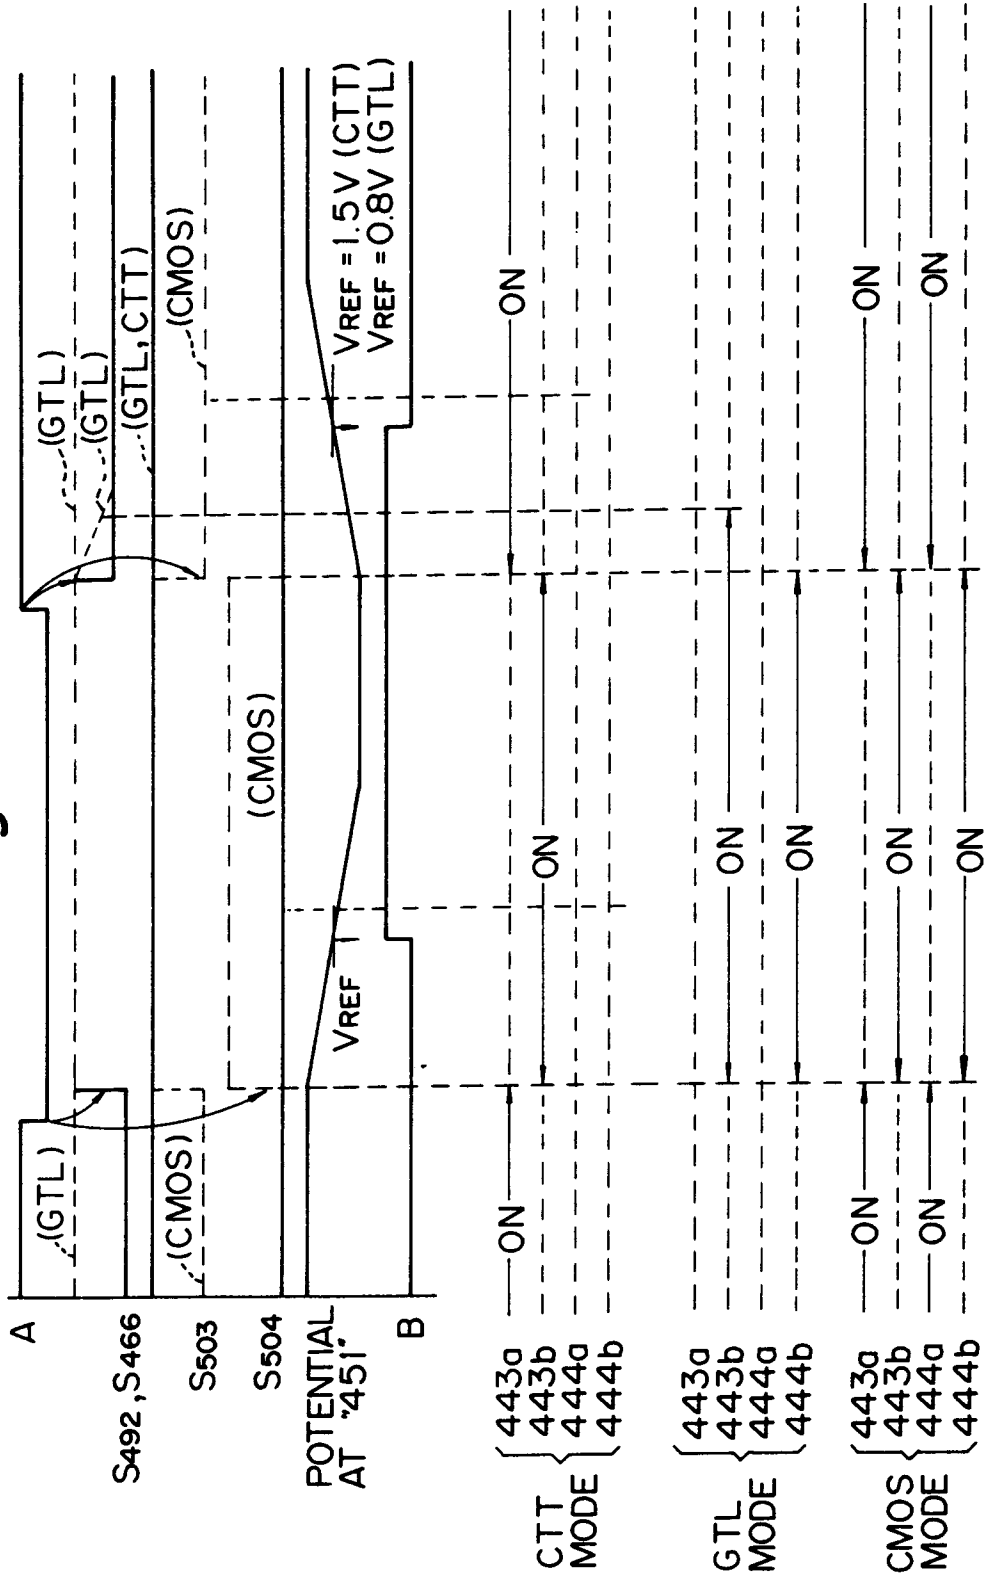 A
S492, S466
S503
S504
POTENTIAL
AT "451"
B
(GTL)
(CMOS)
VREF
(CMOS)
(GTL)
(GTL)
(GTL, CTT)
(CMOS)
VREF = 1.5V (CTT)
VREF = 0.8V (GTL)
CTT
MODE
443a ON ON
443b ON
444a
444b
GTL
MODE
443a
443b ON
444a
444b ON
CMOS
MODE
443a ON ON
443b ON
444a ON ON
444b ON